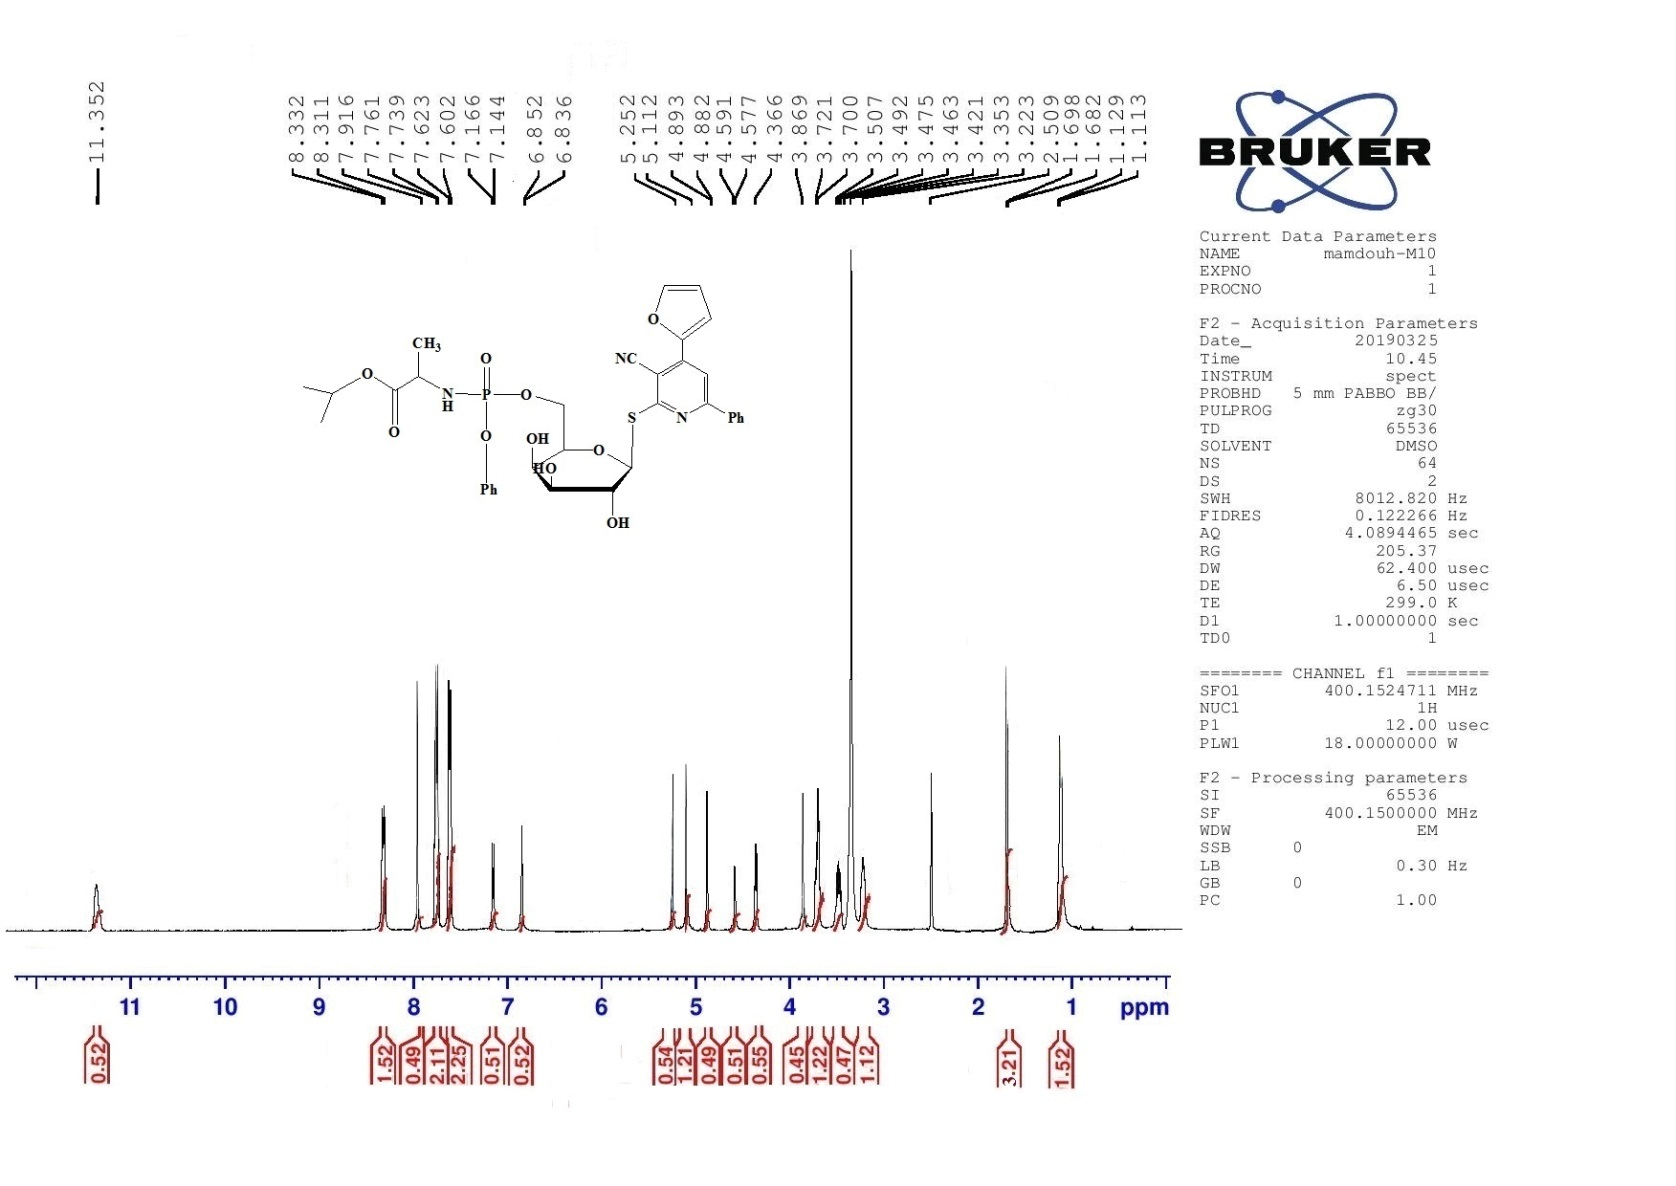 11.352
8.332
8.311
7.916
7.761
7.739
7.623
7.602
7.166
7.144
6.852
6.836
5.252
5.112
4.893
4.882
4.591
4.577
4.366
3.869
3.721
3.700
3.507
3.492
3.475
3.463
3.421
3.353
3.223
2.509
1.698
1.682
1.129
1.113
BRUKER
Current Data Parameters
NAME mamdouh-M10
EXPNO 1
PROCNO 1
F2 - Acquisition Parameters
Date_ 20190325
Time 10.45
INSTRUM spect
PROBHD 5 mm PABBO BB/
PULPROG zg30
TD 65536
SOLVENT DMSO
NS 64
DS 2
SWH 8012.820 Hz
FIDRES 0.122266 Hz
AQ 4.0894465 sec
RG 205.37
DW 62.400 usec
DE 6.50 usec
TE 299.0 K
D1 1.00000000 sec
TD0 1
======== CHANNEL f1 ========
SFO1 400.1524711 MHz
NUC1 1H
P1 12.00 usec
PLW1 18.00000000 W
F2 - Processing parameters
SI 65536
SF 400.1500000 MHz
WDW EM
SSB 0
LB 0.30 Hz
GB 0
PC 1.00
O
NC
CH3
O
O
N
H
P
O
S
N
Ph
O
O
OH
O
HO
Ph
OH
11 10 9 8 7 6 5 4 3 2 1 ppm
0.52
1.52
0.49
2.11
2.25
0.51
0.52
0.54
1.21
0.49
0.51
0.55
0.45
1.22
0.47
1.12
3.21
1.52